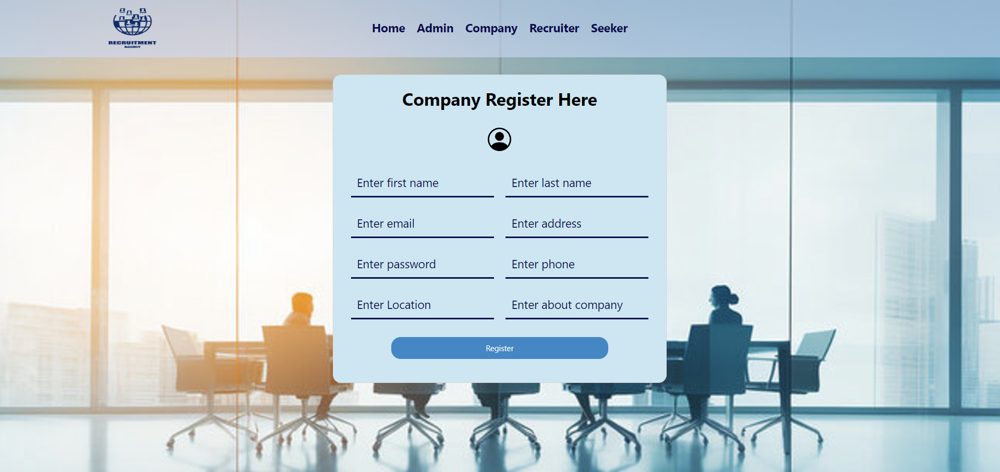 RECRUITMENT
AGENCY
Home Admin Company Recruiter Seeker
Company Register Here
Enter first name Enter last name
Enter email Enter address
Enter password Enter phone
Enter Location Enter about company
Register